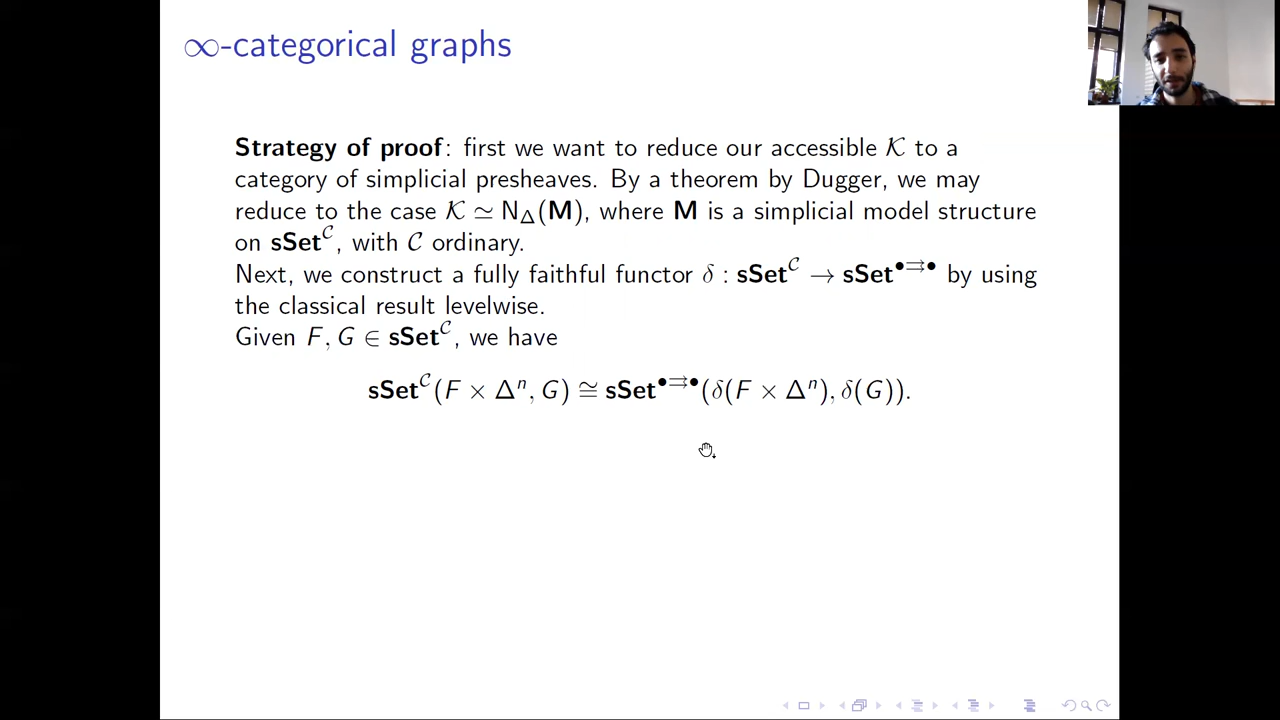 ∞-categorical graphs
Strategy of proof: first we want to reduce our accessible 𝒦 to a
category of simplicial presheaves. By a theorem by Dugger, we may
reduce to the case 𝒦 ≃ N_Δ(M), where M is a simplicial model structure
on sSet^𝒞, with 𝒞 ordinary.
Next, we construct a fully faithful functor δ : sSet^𝒞 → sSet^{•⇉•} by using
the classical result levelwise.
Given F, G ∈ sSet^𝒞, we have
sSet^𝒞(F × Δⁿ, G) ≅ sSet^{•⇉•}(δ(F × Δⁿ), δ(G)).